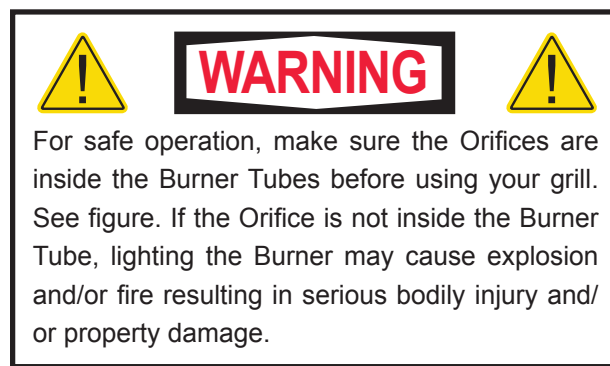 WARNING
For safe operation, make sure the Orifices are
inside the Burner Tubes before using your grill.
See figure. If the Orifice is not inside the Burner
Tube, lighting the Burner may cause explosion
and/or fire resulting in serious bodily injury and/
or property damage.